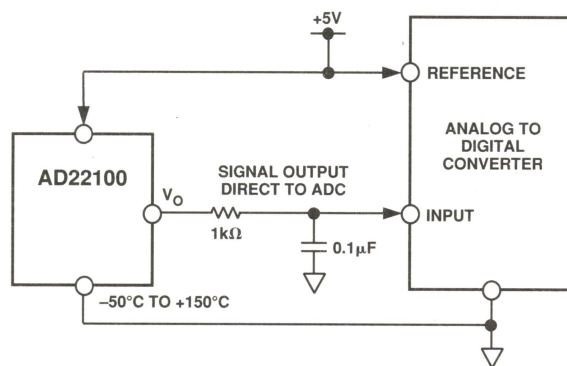 +5V
REFERENCE
ANALOG TO
DIGITAL
CONVERTER
AD22100
V_O
SIGNAL OUTPUT
DIRECT TO ADC
INPUT
1kΩ
0.1µF
–50°C TO +150°C